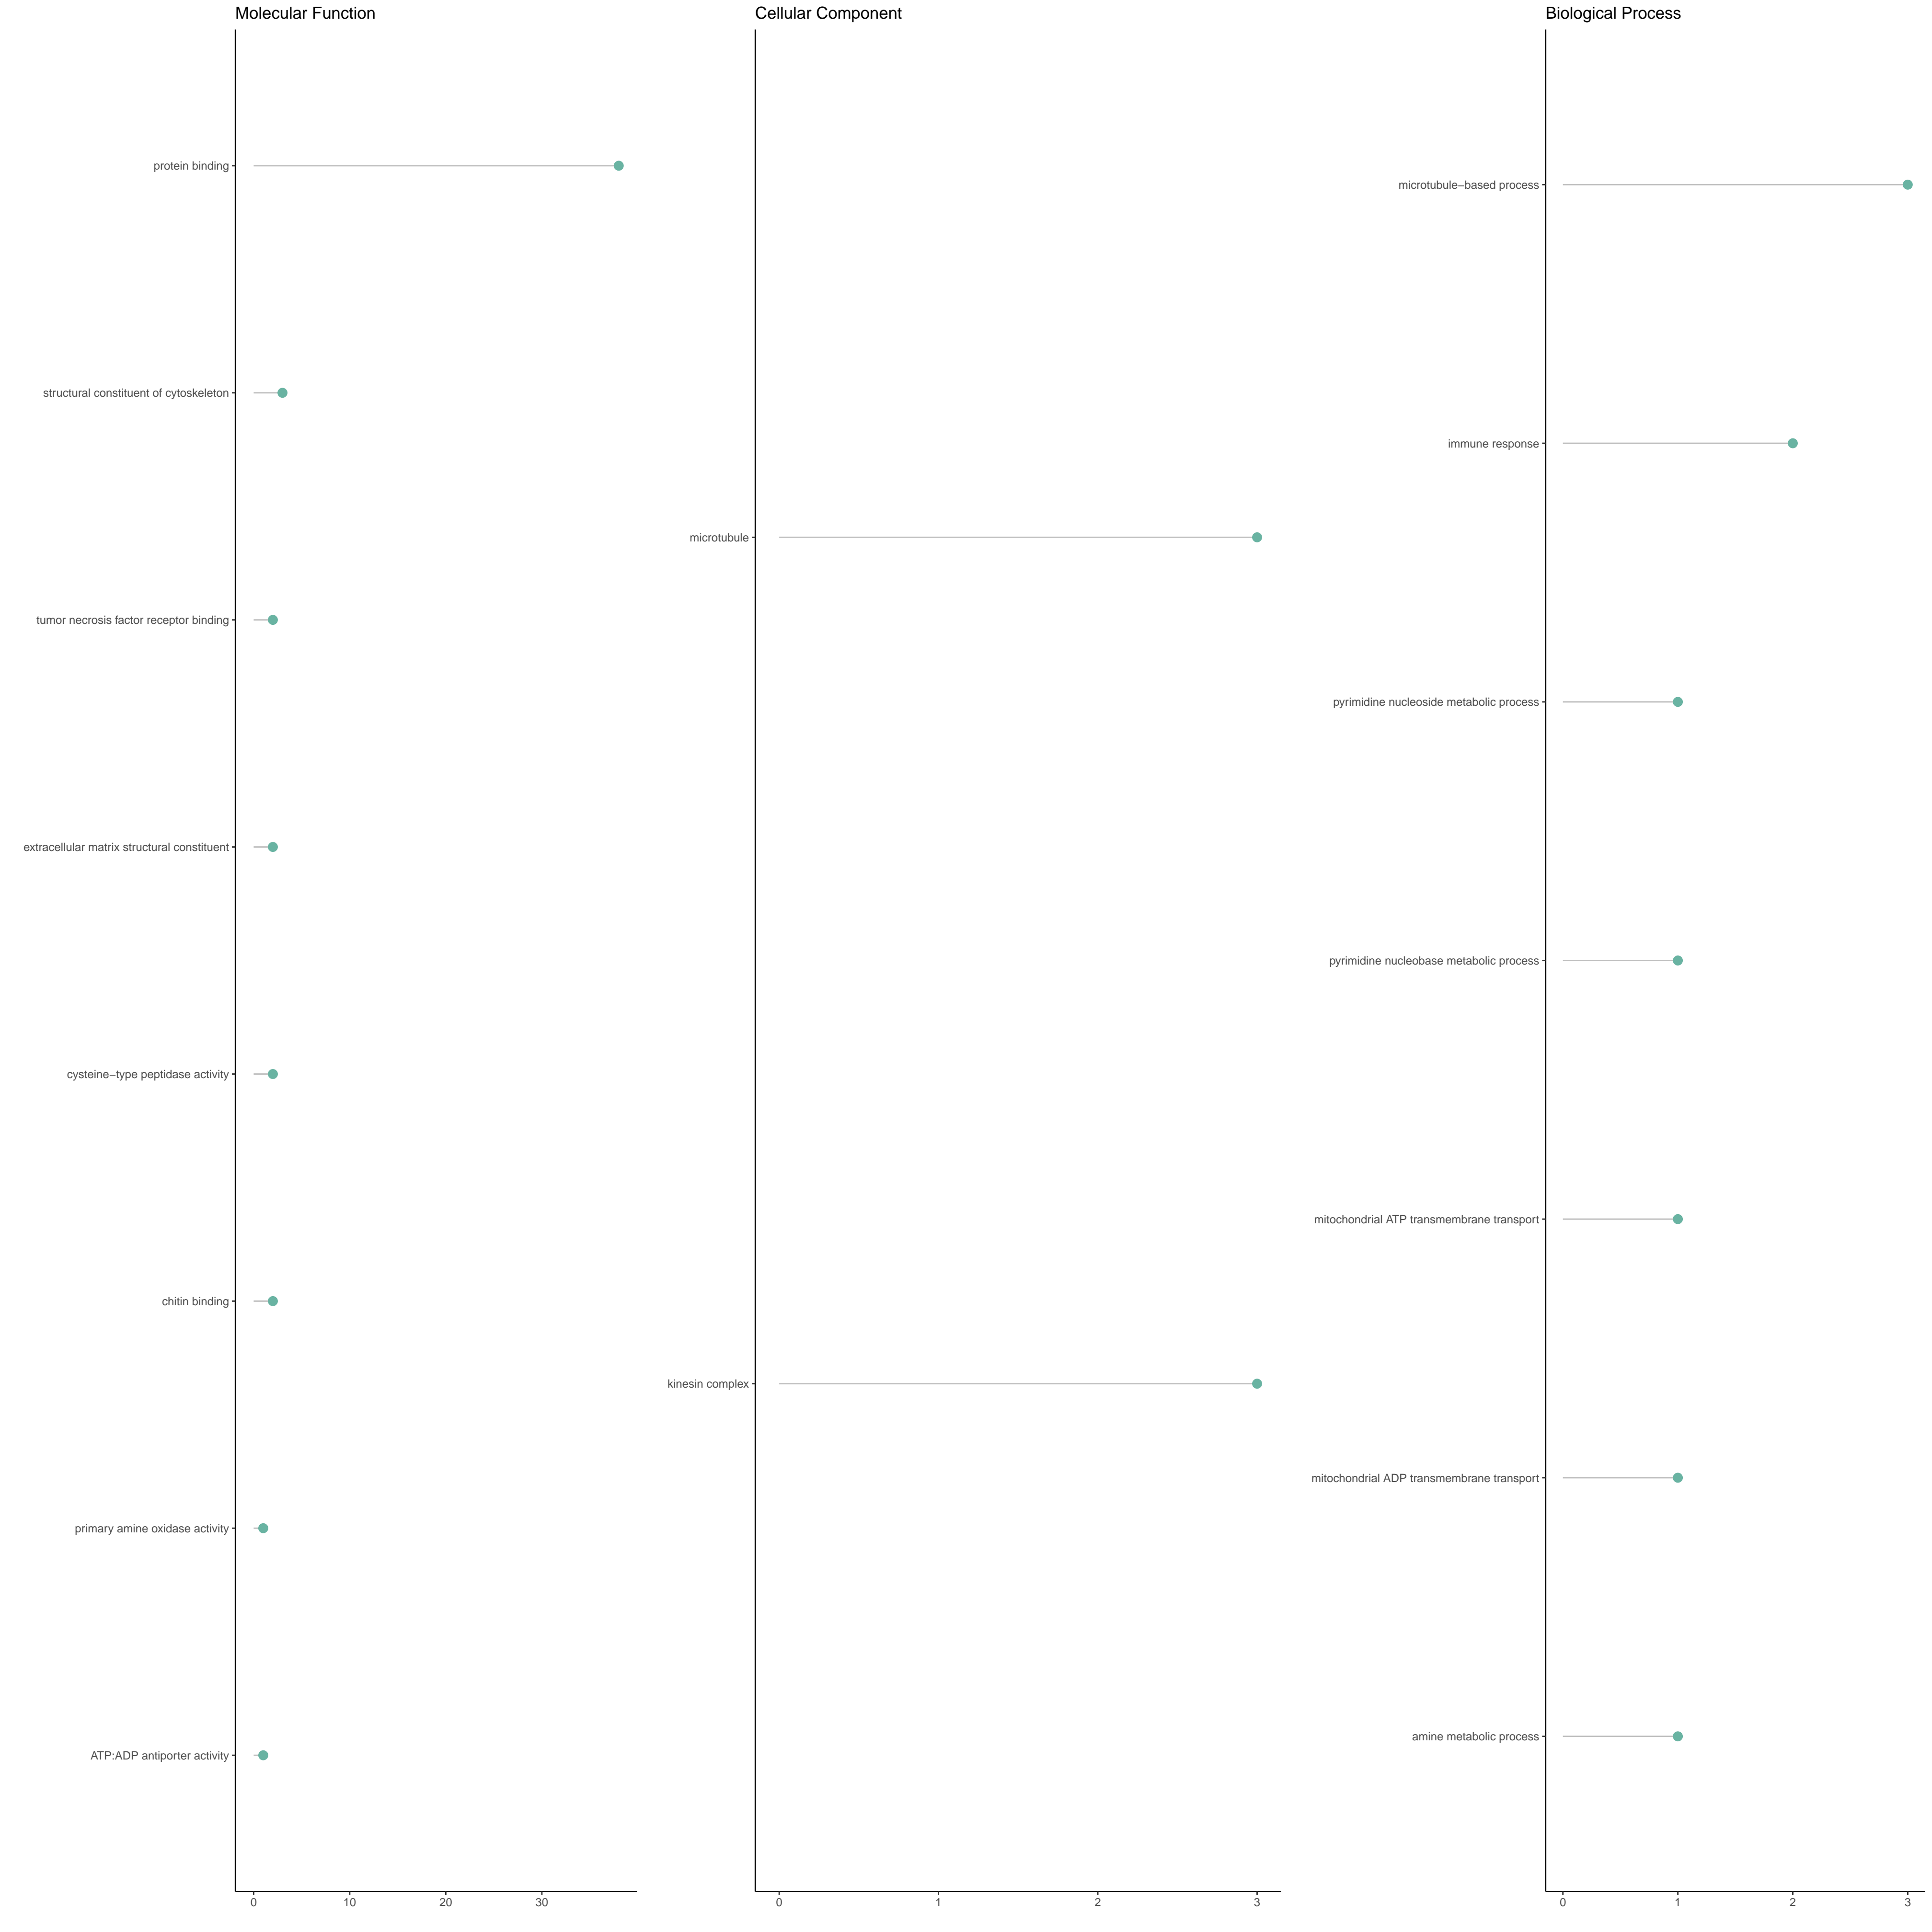 Molecular Function
protein binding
structural constituent of cytoskeleton
tumor necrosis factor receptor binding
extracellular matrix structural constituent
cysteine−type peptidase activity
chitin binding
primary amine oxidase activity
ATP:ADP antiporter activity
0 10 20 30
Cellular Component
microtubule
kinesin complex
0 1 2 3
Biological Process
microtubule−based process
immune response
pyrimidine nucleoside metabolic process
pyrimidine nucleobase metabolic process
mitochondrial ATP transmembrane transport
mitochondrial ADP transmembrane transport
amine metabolic process
0 1 2 3